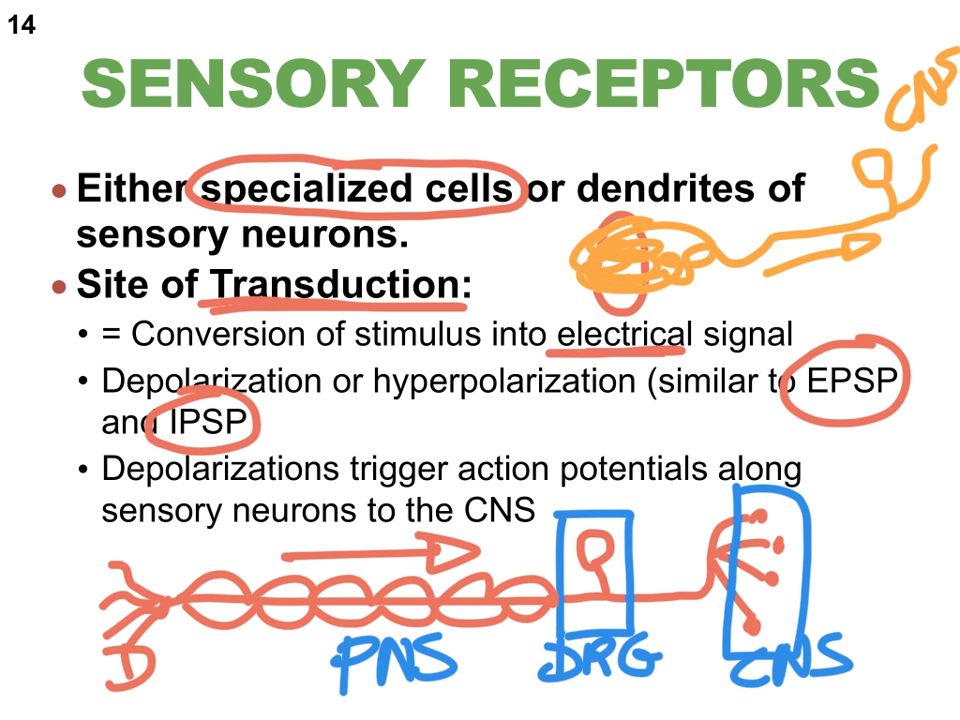 14
SENSORY RECEPTORS
CNS
• Either specialized cells or dendrites of
sensory neurons.
• Site of Transduction:
• = Conversion of stimulus into electrical signal
• Depolarization or hyperpolarization (similar to EPSP
and IPSP
• Depolarizations trigger action potentials along
sensory neurons to the CNS
D PNS DRG CNS